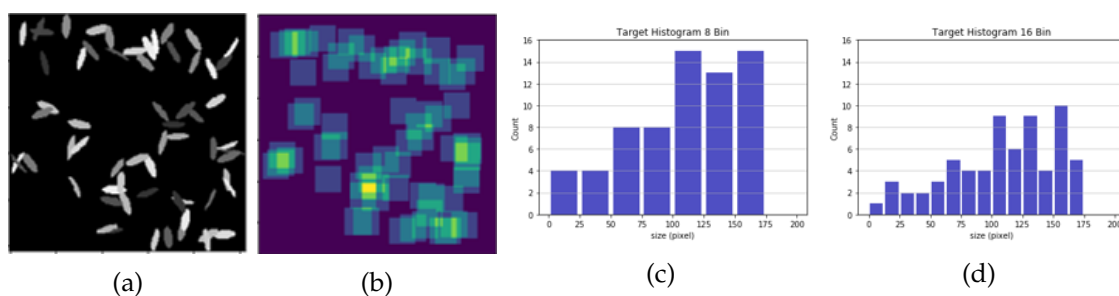 Target Histogram 8 Bin
16
14
12
10
8
6
4
2
0
Count
0 25 50 75 100 125 150 175 200
size (pixel)
Target Histogram 16 Bin
16
14
12
10
8
6
4
2
0
Count
0 25 50 75 100 125 150 175 200
size (pixel)
(a)
(b)
(c)
(d)